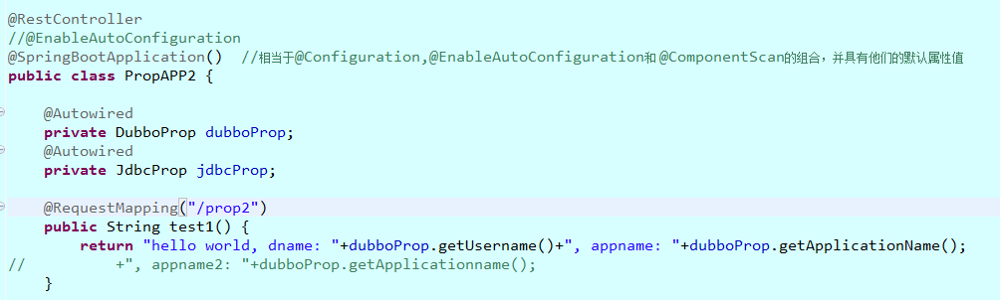 @RestController
//@EnableAutoConfiguration
@SpringBootApplication()  //相当于@Configuration,@EnableAutoConfiguration和 @ComponentScan的组合，并具有他们的默认属性值
public class PropAPP2 {
    @Autowired
    private DubboProp dubboProp;
    @Autowired
    private JdbcProp jdbcProp;
    @RequestMapping("/prop2")
    public String test1() {
        return "hello world, dname: "+dubboProp.getUsername()+", appname: "+dubboProp.getApplicationName();
//          +", appname2: "+dubboProp.getApplicationname();
    }